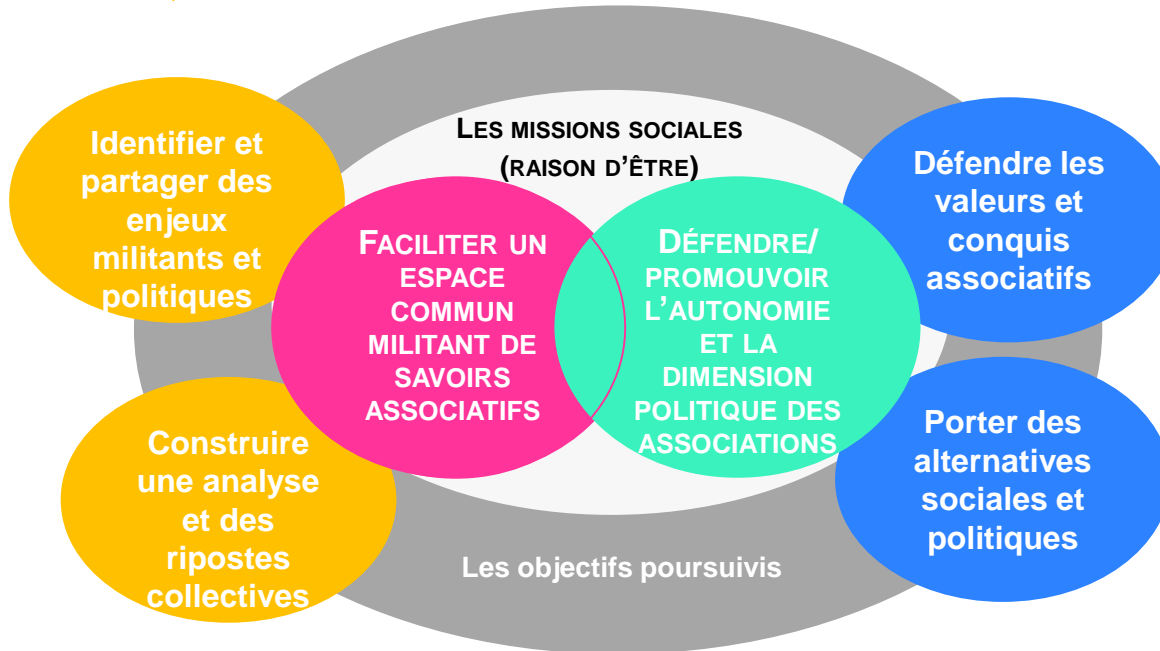 LES MISSIONS SOCIALES
(RAISON D'ÊTRE)
Identifier et
partager des
enjeux
militants et
politiques
FACILITER UN
ESPACE
COMMUN
MILITANT DE
SAVOIRS
ASSOCIATIFS
DÉFENDRE/
PROMOUVOIR
L'AUTONOMIE
ET LA
DIMENSION
POLITIQUE DES
ASSOCIATIONS
Défendre les
valeurs et
conquis
associatifs
Construire
une analyse
et des
ripostes
collectives
Porter des
alternatives
sociales et
politiques
Les objectifs poursuivis